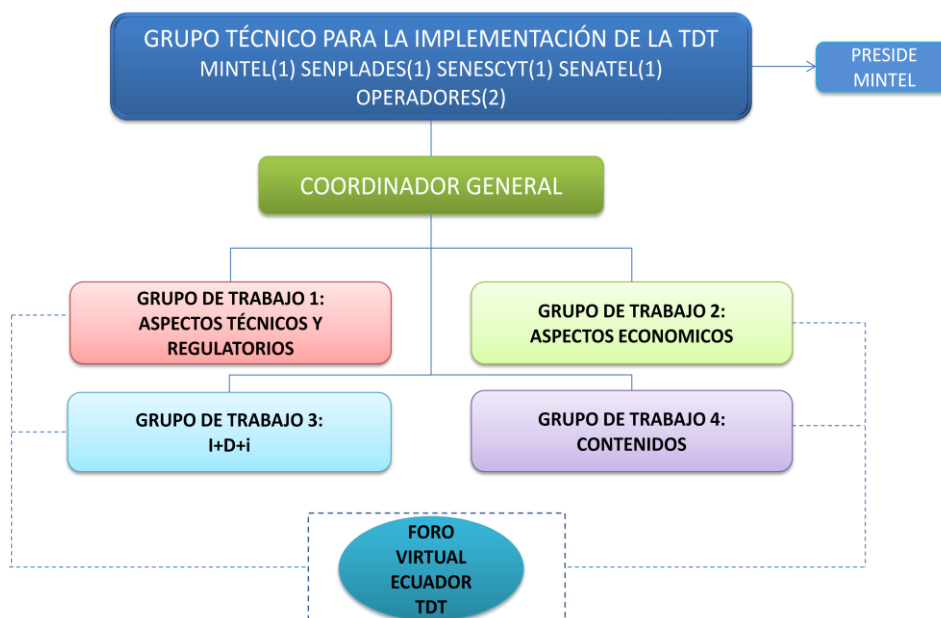 GRUPO TÉCNICO PARA LA IMPLEMENTACIÓN DE LA TDT
MINTEL(1) SENPLADES(1) SENESCYT(1) SENATEL(1)
OPERADORES(2)
PRESIDE
MINTEL
COORDINADOR GENERAL
GRUPO DE TRABAJO 1:
ASPECTOS TÉCNICOS Y
REGULATORIOS
GRUPO DE TRABAJO 2:
ASPECTOS ECONOMICOS
GRUPO DE TRABAJO 3:
I+D+i
GRUPO DE TRABAJO 4:
CONTENIDOS
FORO
VIRTUAL
ECUADOR
TDT